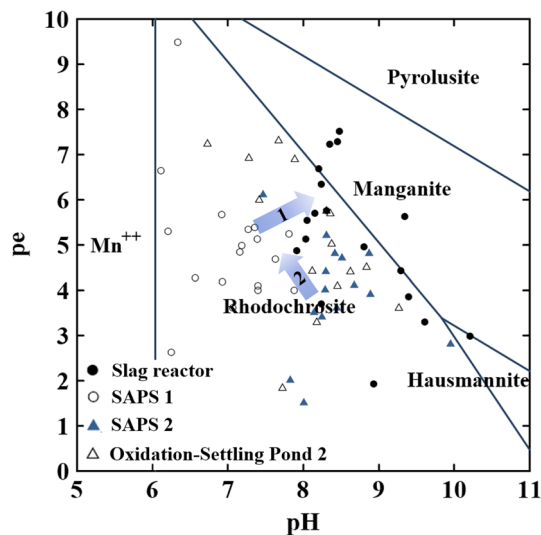 10
9
8
7
6
5
4
3
2
1
0
pe
Pyrolusite
Manganite
Mn++
1
2
Rhodochrosite
Hausmannite
Slag reactor
SAPS 1
SAPS 2
Oxidation-Settling Pond 2
5 6 7 8 9 10 11
pH